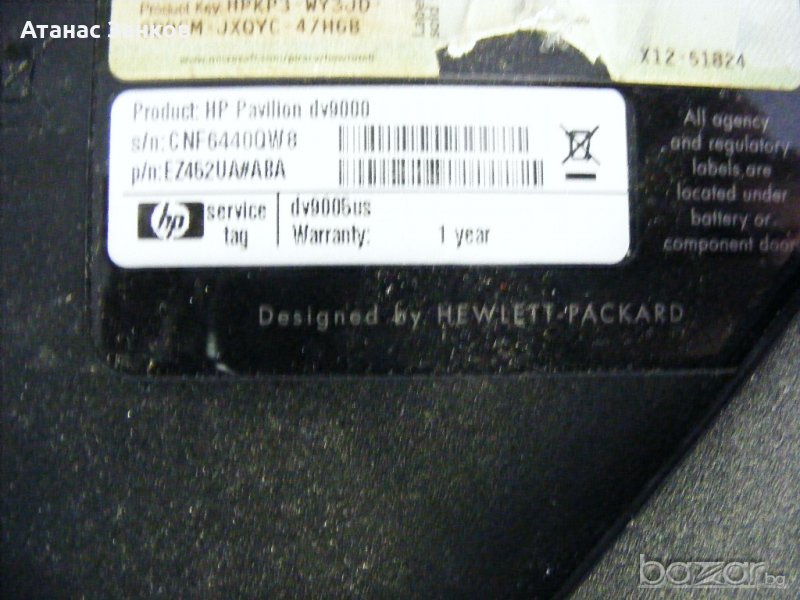 Атанас Занков
Product Key: HPKP3-WY3JD
JXQYC-47H6B
X12-51824
Product: HP Pavilion dv9000
s/n: CNF6440QW8
p/n: EZ462UA#ABA
hp service tag
dv9005us
Warranty: 1 year
All agency
and regulatory
labels are
located under
battery or
component door
Designed by HEWLETT-PACKARD
bazar.bg